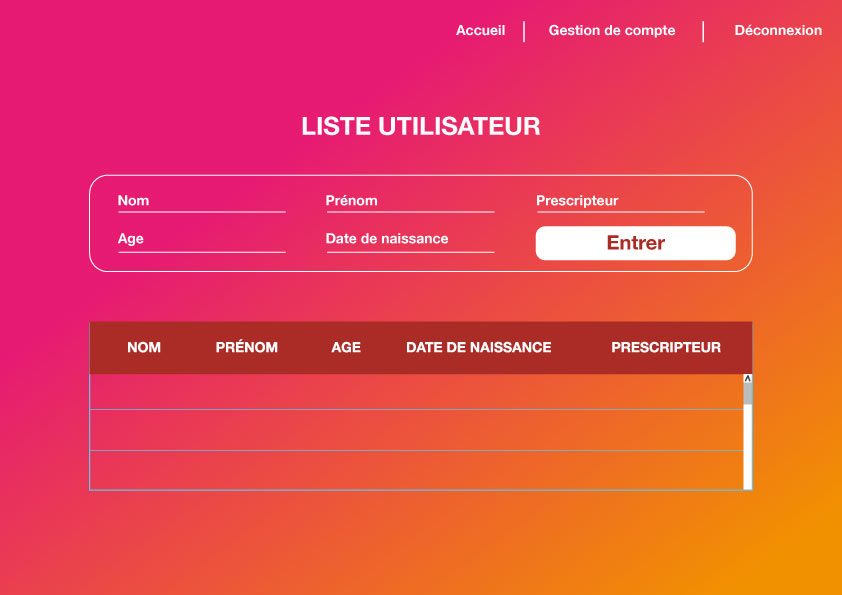 Accueil | Gestion de compte | Déconnexion
LISTE UTILISATEUR
Nom Prénom Prescripteur
Age Date de naissance Entrer
NOM PRÉNOM AGE DATE DE NAISSANCE PRESCRIPTEUR